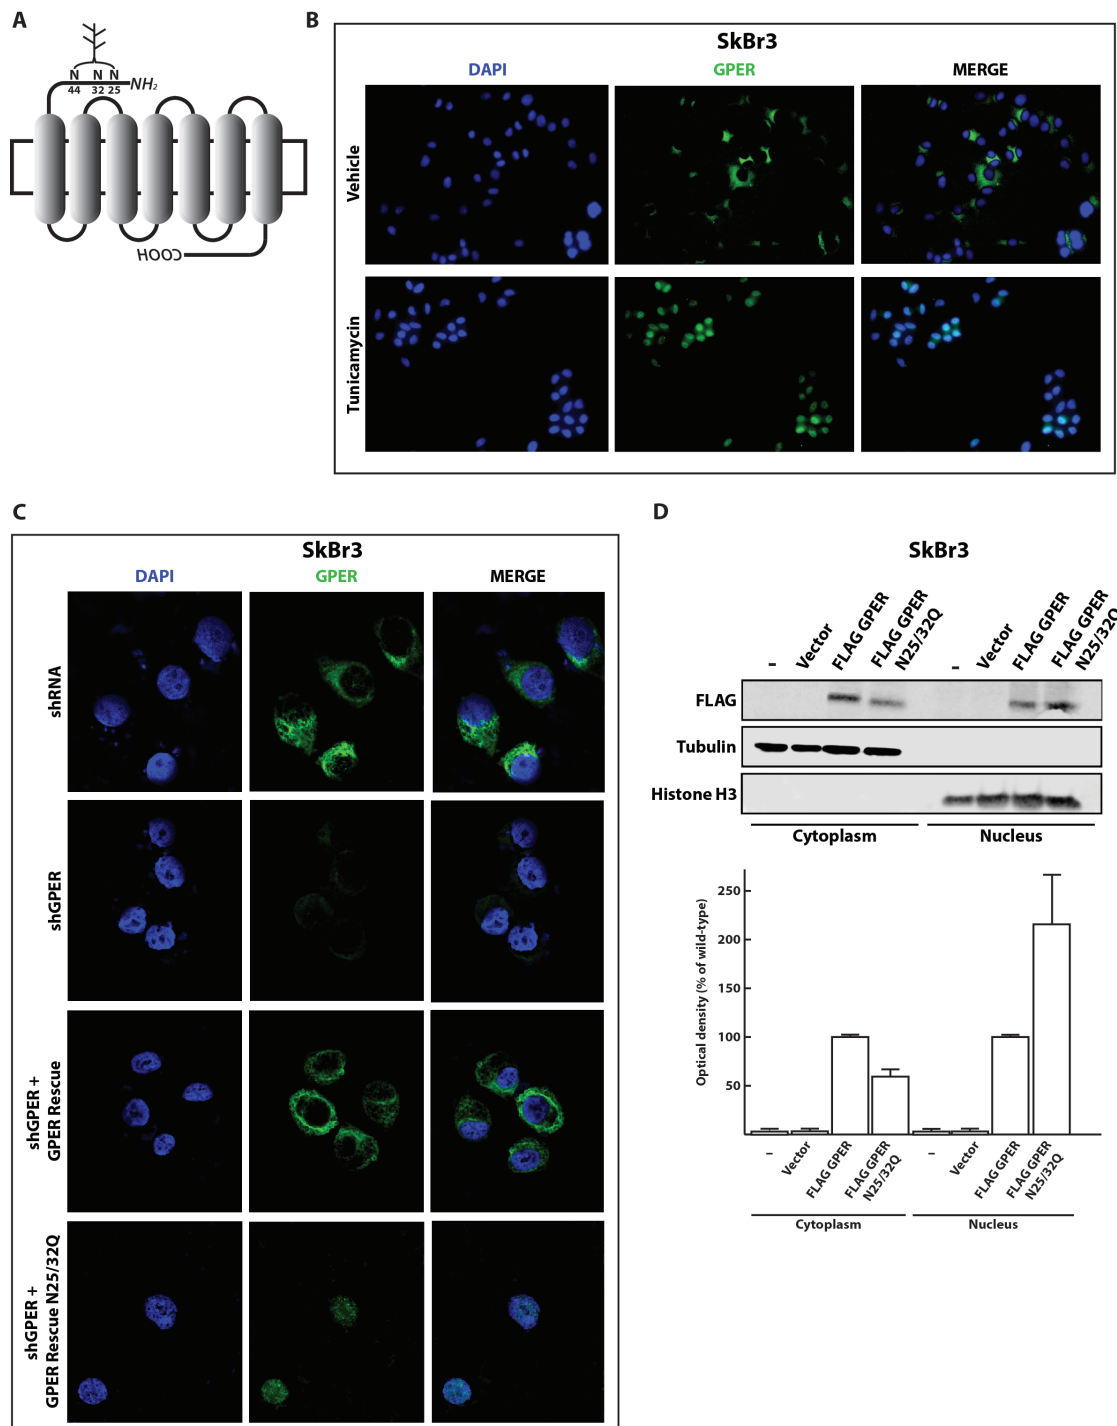 A
N N N
NH₂
44 32 25
COOH
B
SkBr3
DAPI GPER MERGE
Vehicle
Tunicamycin
C
SkBr3
DAPI GPER MERGE
shRNA
shGPER
shGPER +
GPER Rescue
shGPER +
GPER Rescue N25/32Q
D
SkBr3
– Vector FLAG GPER FLAG GPER N25/32Q – Vector FLAG GPER FLAG GPER N25/32Q
FLAG
Tubulin
Histone H3
Cytoplasm Nucleus
Optical density (% of wild-type)
250
200
150
100
50
– Vector FLAG GPER FLAG GPER N25/32Q – Vector FLAG GPER FLAG GPER N25/32Q
Cytoplasm Nucleus